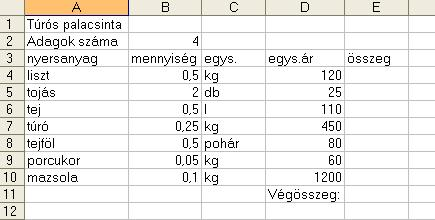 A B C D E
1 Túrós palacsinta
2 Adagok száma 4
3 nyersanyag mennyiség egys. egys.ár összeg
4 liszt 0,5 kg 120
5 tojás 2 db 25
6 tej 0,5 l 110
7 túró 0,25 kg 450
8 tejföl 0,5 pohár 80
9 porcukor 0,05 kg 60
10 mazsola 0,1 kg 1200
11 Végösszeg:
12